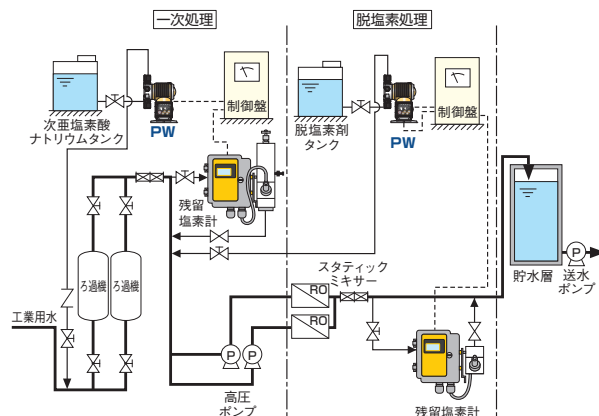 一次処理
脱塩素処理
次亜塩素酸
ナトリウムタンク
PW
制御盤
脱塩素剤
タンク
PW
制御盤
残留
塩素計
ろ過機
ろ過機
工業用水
スタティック
ミキサー
RO
RO
P
P
高圧
ポンプ
貯水層
P
送水
ポンプ
残留塩素計